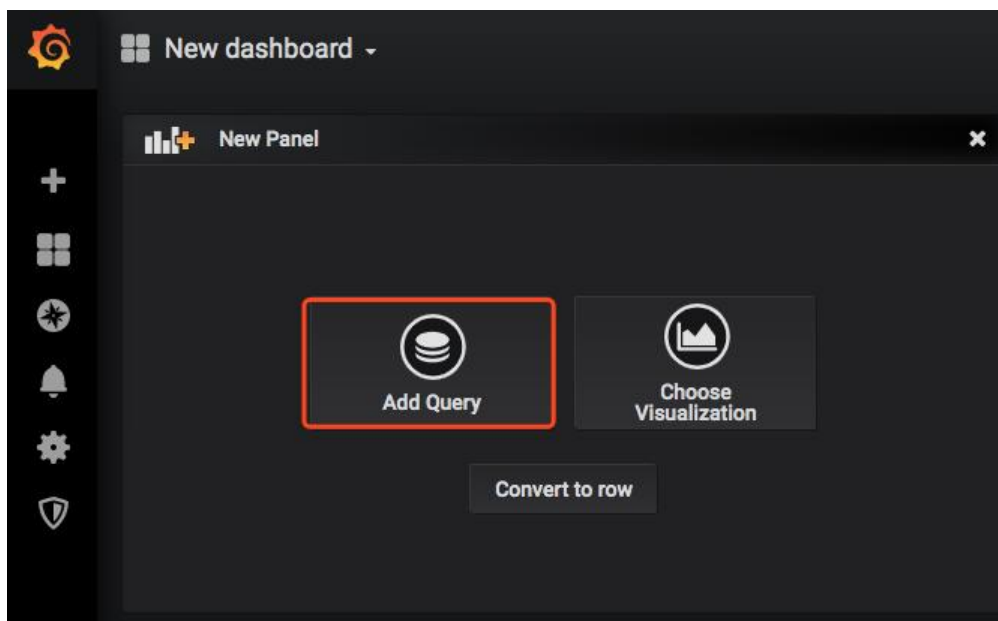 New dashboard
New Panel
Add Query
Choose
Visualization
Convert to row